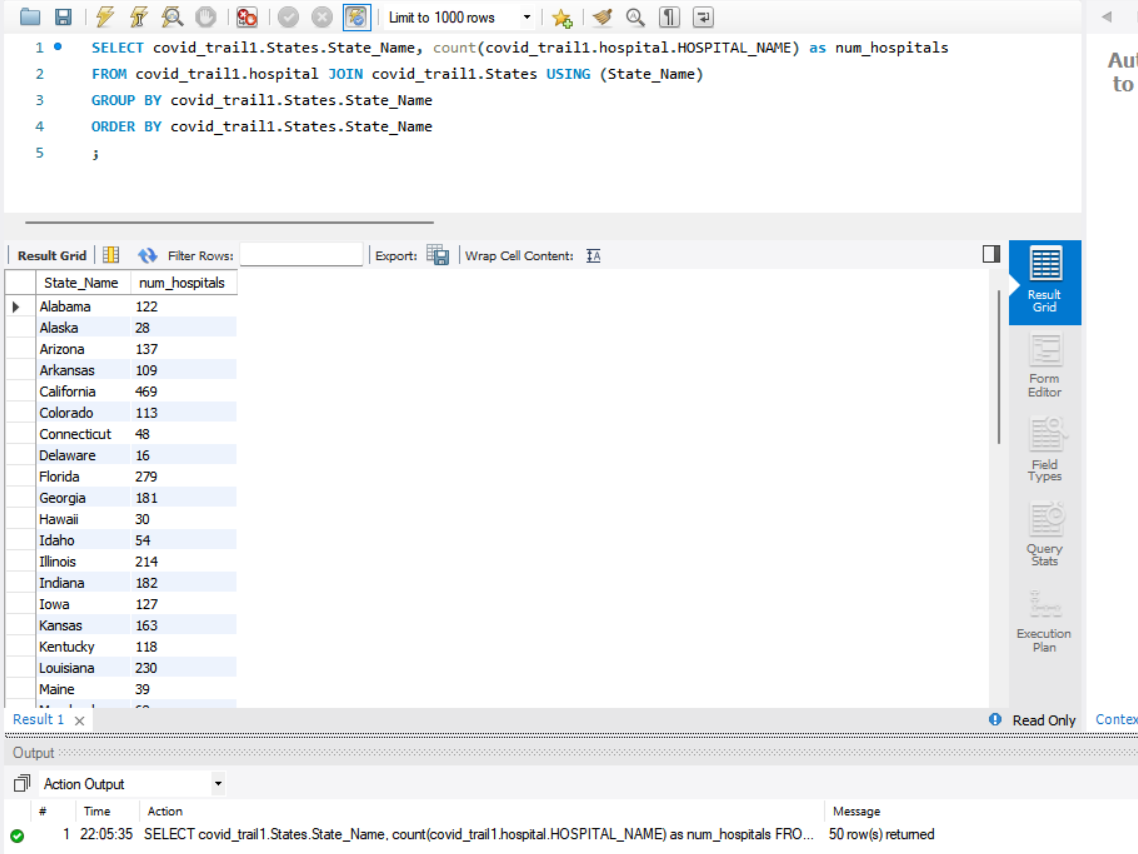 Limit to 1000 rows
1 SELECT covid_trail1.States.State_Name, count(covid_trail1.hospital.HOSPITAL_NAME) as num_hospitals
2 FROM covid_trail1.hospital JOIN covid_trail1.States USING (State_Name)
3 GROUP BY covid_trail1.States.State_Name
4 ORDER BY covid_trail1.States.State_Name
5 ;
Aut
to
Result Grid Filter Rows: Export: Wrap Cell Content: IA
State_Name num_hospitals
Alabama 122
Alaska 28
Arizona 137
Arkansas 109
California 469
Colorado 113
Connecticut 48
Delaware 16
Florida 279
Georgia 181
Hawaii 30
Idaho 54
Illinois 214
Indiana 182
Iowa 127
Kansas 163
Kentucky 118
Louisiana 230
Maine 39
Result
Grid
Form
Editor
Field
Types
Query
Stats
Execution
Plan
Result 1
Read Only
Contex
Output
Action Output
# Time Action Message
1 22:05:35 SELECT covid_trail1.States.State_Name, count(covid_trail1.hospital.HOSPITAL_NAME) as num_hospitals FRO... 50 row(s) returned